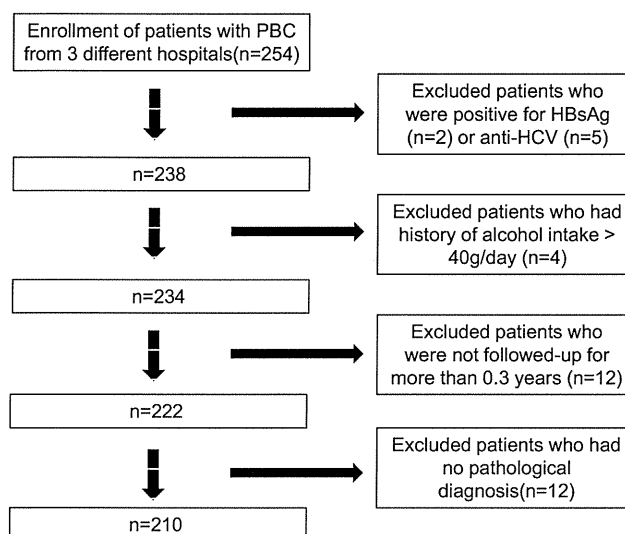 Enrollment of patients with PBC
from 3 different hospitals(n=254)
Excluded patients who
were positive for HBsAg
(n=2) or anti-HCV (n=5)
n=238
Excluded patients who had
history of alcohol intake >
40g/day (n=4)
n=234
Excluded patients who
were not followed-up for
more than 0.3 years (n=12)
n=222
Excluded patients who had
no pathological
diagnosis(n=12)
n=210